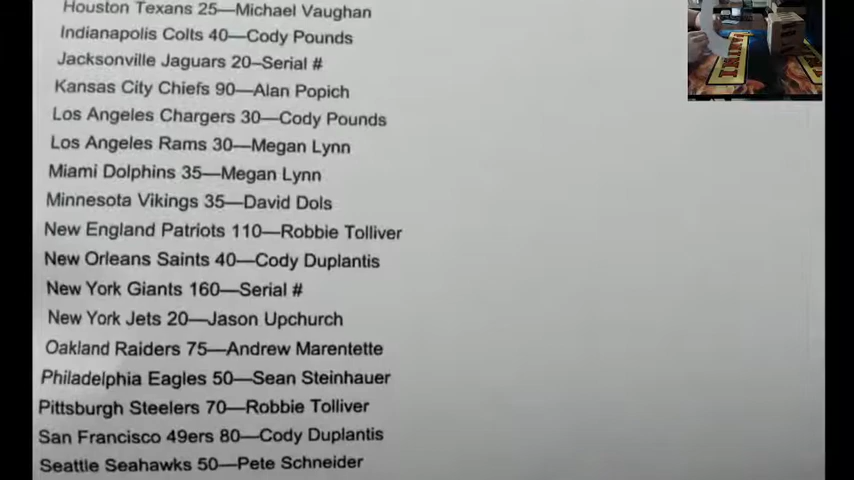 Houston Texans 25—Michael Vaughan
Indianapolis Colts 40—Cody Pounds
Jacksonville Jaguars 20–Serial #
Kansas City Chiefs 90—Alan Popich
Los Angeles Chargers 30—Cody Pounds
Los Angeles Rams 30—Megan Lynn
Miami Dolphins 35—Megan Lynn
Minnesota Vikings 35—David Dols
New England Patriots 110—Robbie Tolliver
New Orleans Saints 40—Cody Duplantis
New York Giants 160—Serial #
New York Jets 20—Jason Upchurch
Oakland Raiders 75—Andrew Marentette
Philadelphia Eagles 50—Sean Steinhauer
Pittsburgh Steelers 70—Robbie Tolliver
San Francisco 49ers 80—Cody Duplantis
Seattle Seahawks 50—Pete Schneider